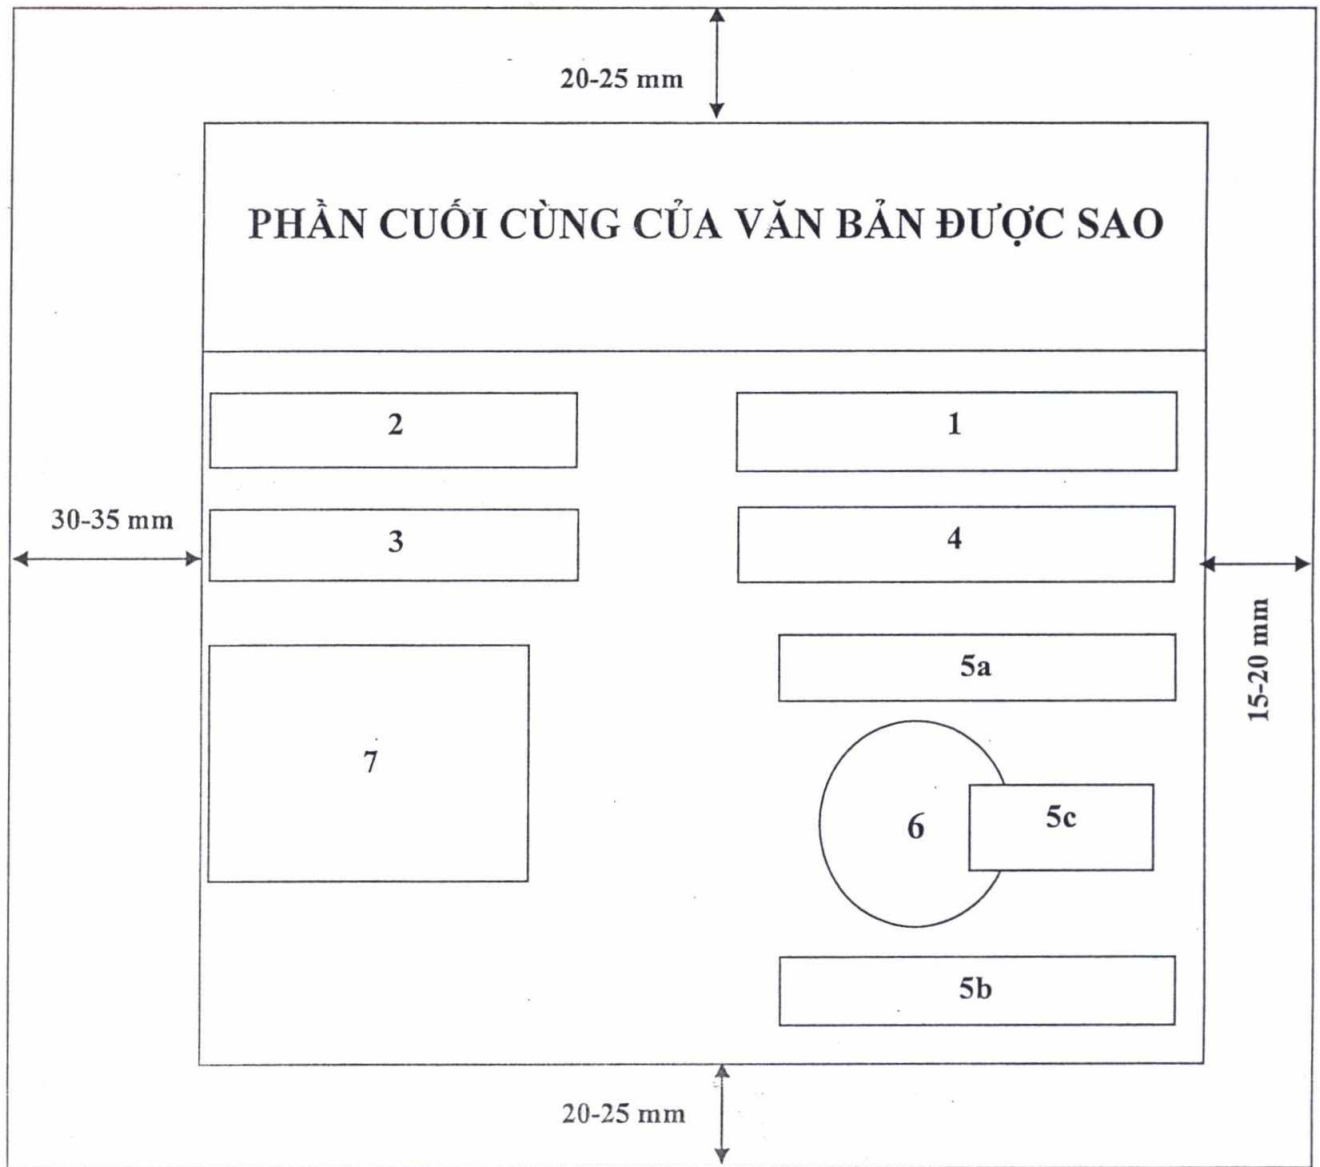 20-25 mm
PHẦN CUỐI CÙNG CỦA VĂN BẢN ĐƯỢC SAO
2
1
30-35 mm
3
4
15-20 mm
5a
7
6
5c
5b
20-25 mm